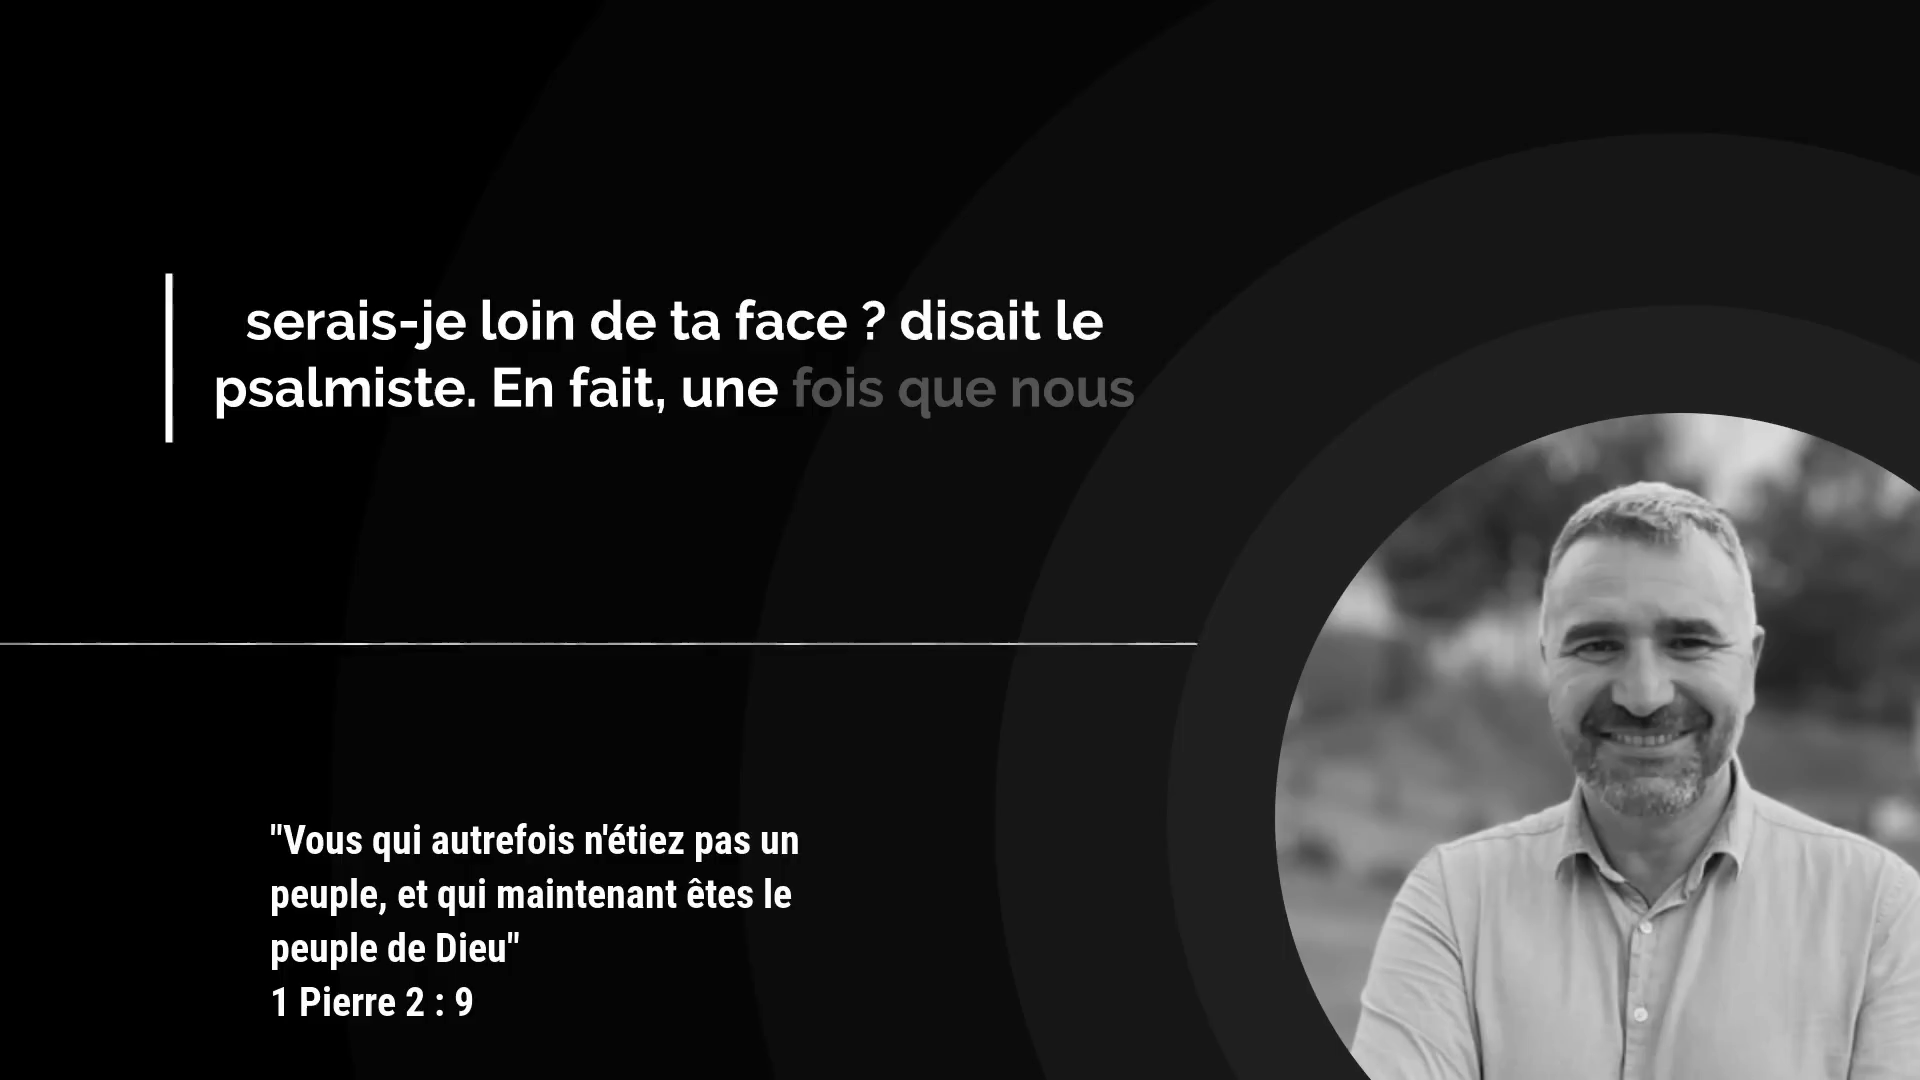 serais-je loin de ta face ? disait le
psalmiste. En fait, une fois que nous
"Vous qui autrefois n'étiez pas un
peuple, et qui maintenant êtes le
peuple de Dieu"
1 Pierre 2 : 9